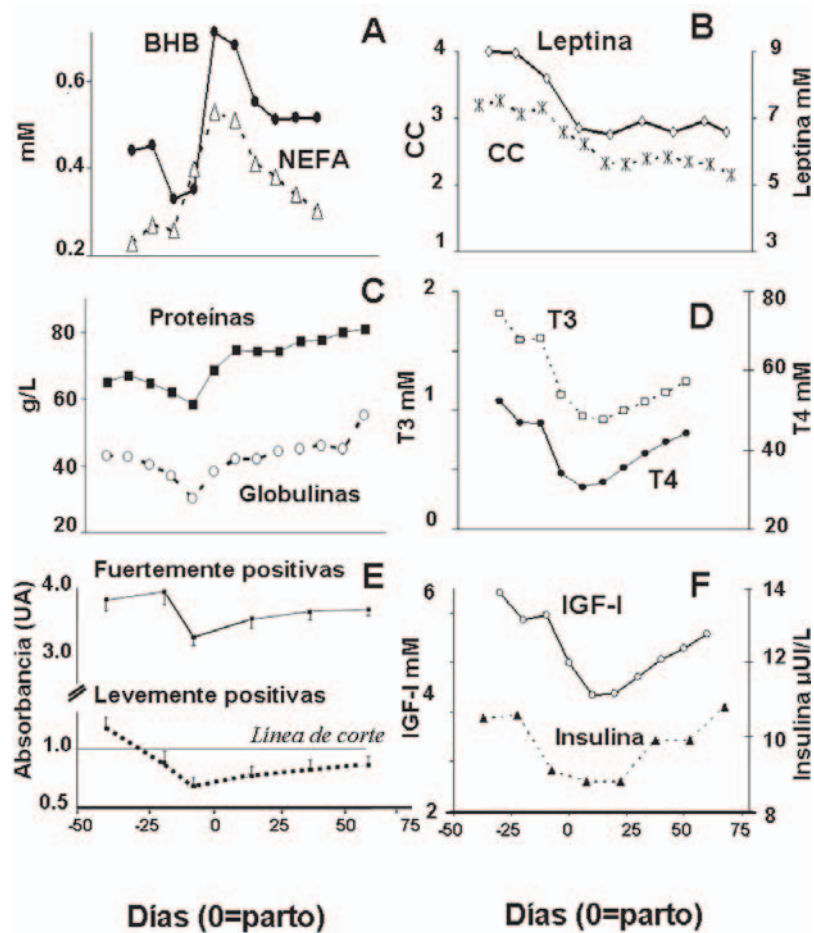 A
BHB
NEFA
mM
0.6
0.4
0.2
B
Leptina
CC
CC
Leptina mM
4
3
2
1
9
7
5
3
C
Proteínas
Globulinas
g/L
80
60
40
20
D
T3
T4
T3 mM
T4 mM
2
1
0
80
60
40
20
E
Fuertemente positivas
Levemente positivas
Línea de corte
Absorbancia (UA)
4.0
3.0
1.0
0.5
-50 -25 0 25 50 75
Días (0=parto)
F
IGF-I
Insulina
IGF-I mM
Insulina µUI/L
6
4
2
14
12
10
8
-50 -25 0 25 50 75
Días (0=parto)